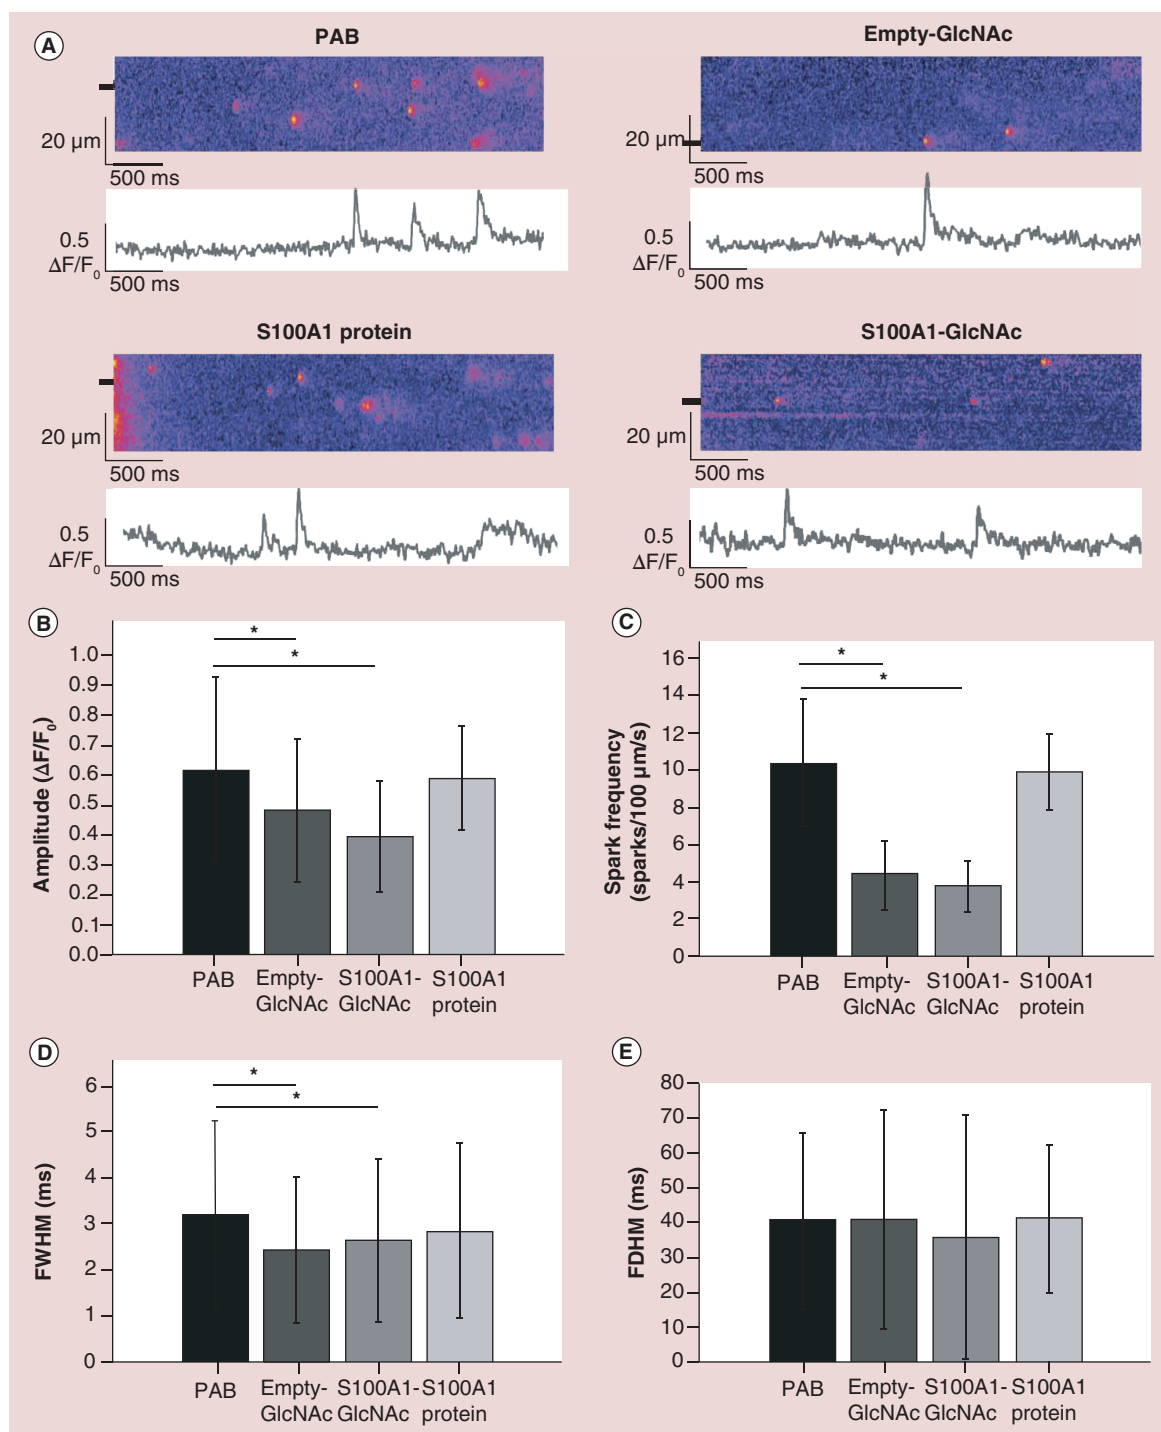 A
PAB
20 µm
500 ms
0.5
ΔF/F0
500 ms
Empty-GlcNAc
20 µm
500 ms
0.5
ΔF/F0
500 ms
S100A1 protein
20 µm
500 ms
0.5
ΔF/F0
500 ms
S100A1-GlcNAc
20 µm
500 ms
0.5
ΔF/F0
500 ms
B
Amplitude (ΔF/F0)
1.0
0.9
0.8
0.7
0.6
0.5
0.4
0.3
0.2
0.1
0.0
*
*
PAB
Empty-
GlcNAc
S100A1-
GlcNAc
S100A1
protein
C
Spark frequency
(sparks/100 µm/s)
16
14
12
10
8
6
4
2
0
*
*
PAB
Empty-
GlcNAc
S100A1-
GlcNAc
S100A1
protein
D
FWHM (ms)
6
5
4
3
2
1
0
*
*
PAB
Empty-
GlcNAc
S100A1-
GlcNAc
S100A1
protein
E
FDHM (ms)
80
70
60
50
40
30
20
10
0
PAB
Empty-
GlcNAc
S100A1-
GlcNAc
S100A1
protein